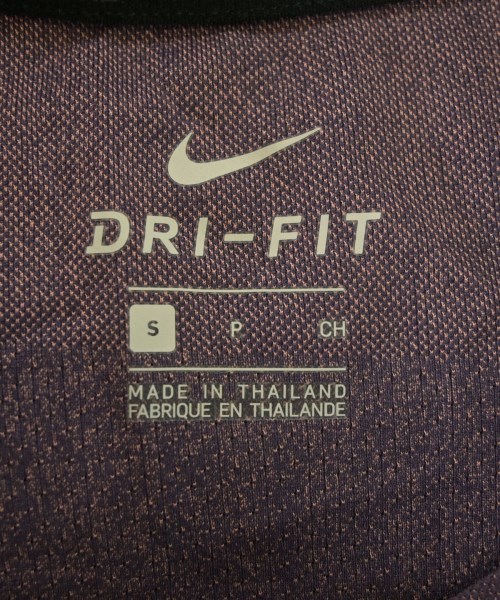 DRI-FIT
S P CH
MADE IN THAILAND
FABRIQUE EN THAILANDE